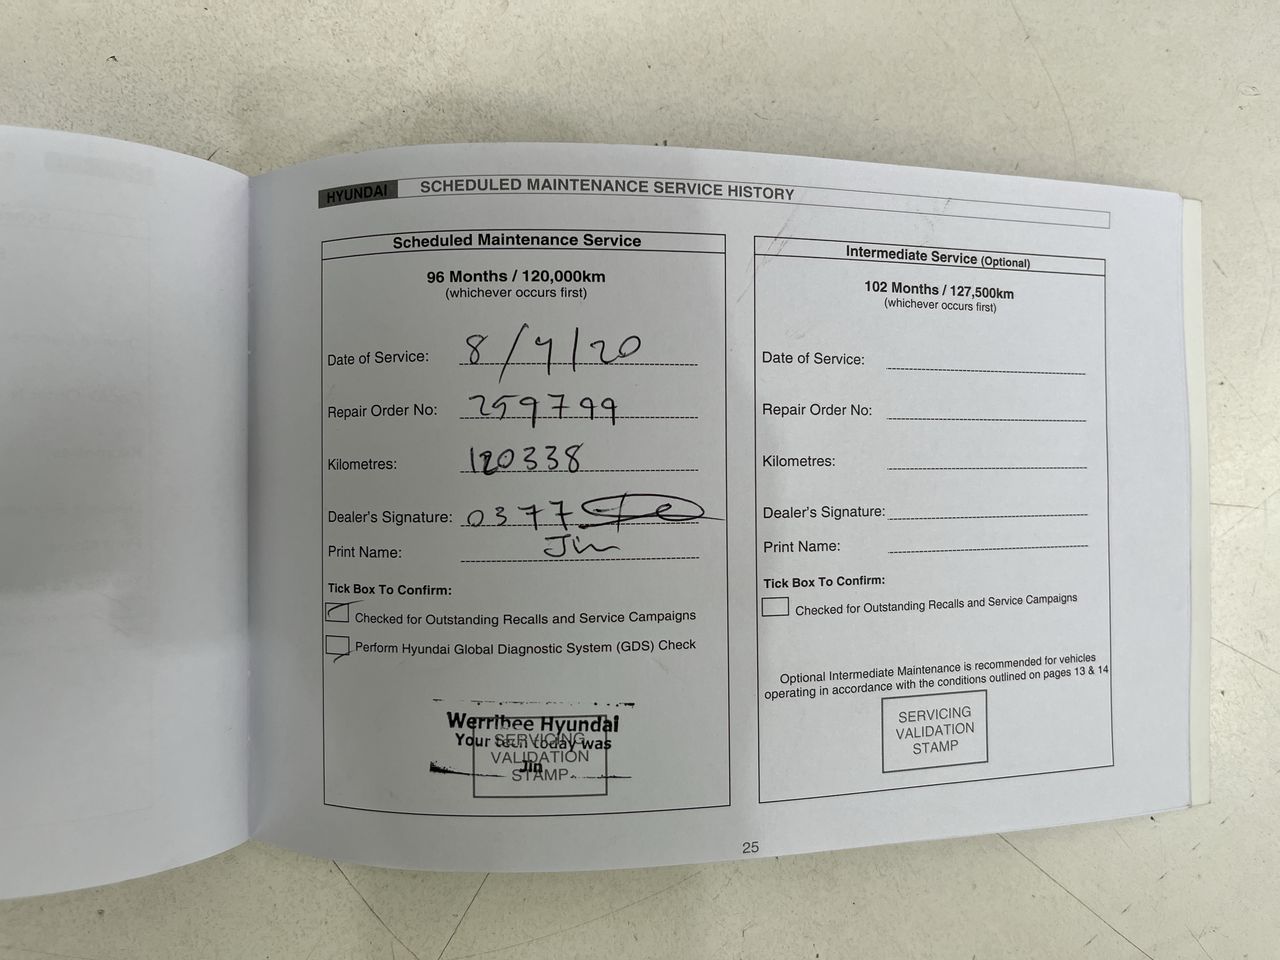 HYUNDAI SCHEDULED MAINTENANCE SERVICE HISTORY
Scheduled Maintenance Service
96 Months / 120,000km
(whichever occurs first)
Date of Service: 8/4/20
Repair Order No: 259799
Kilometres: 120338
Dealer's Signature: 0377
Print Name: Jin
Tick Box To Confirm:
Checked for Outstanding Recalls and Service Campaigns
Perform Hyundai Global Diagnostic System (GDS) Check
Werribee Hyundai
Your tech today was
Jin
SERVICING
VALIDATION
STAMP
Intermediate Service (Optional)
102 Months / 127,500km
(whichever occurs first)
Date of Service:
Repair Order No:
Kilometres:
Dealer's Signature:
Print Name:
Tick Box To Confirm:
Checked for Outstanding Recalls and Service Campaigns
Optional Intermediate Maintenance is recommended for vehicles
operating in accordance with the conditions outlined on pages 13 & 14
SERVICING
VALIDATION
STAMP
25